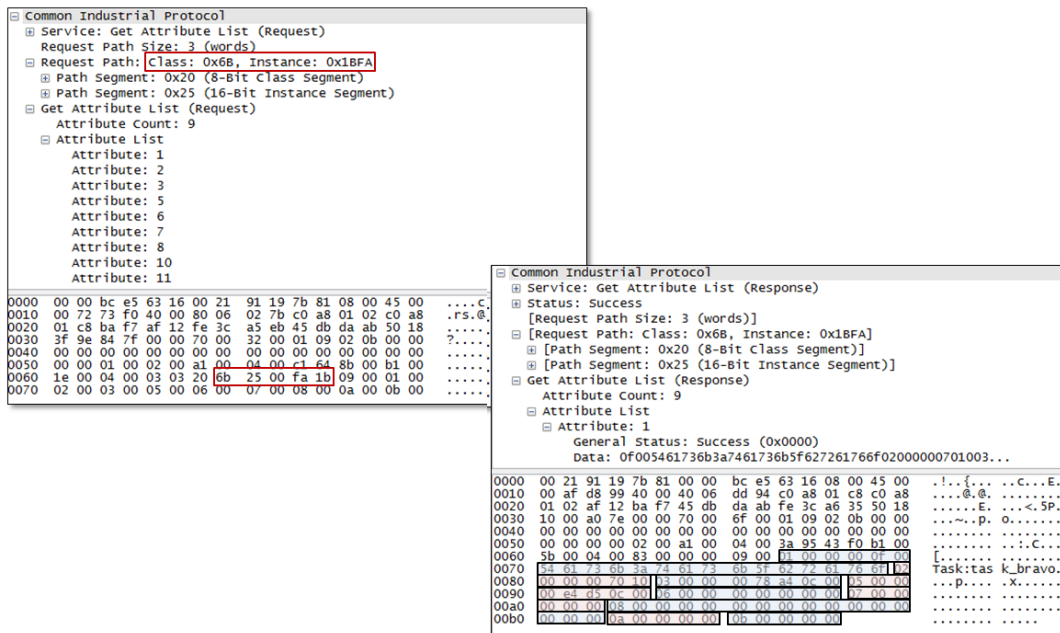 Common Industrial Protocol
Service: Get Attribute List (Request)
Request Path Size: 3 (words)
Request Path: Class: 0x6B, Instance: 0x1BFA
Path Segment: 0x20 (8-Bit Class Segment)
Path Segment: 0x25 (16-Bit Instance Segment)
Get Attribute List (Request)
Attribute Count: 9
Attribute List
Attribute: 1
Attribute: 2
Attribute: 3
Attribute: 5
Attribute: 6
Attribute: 7
Attribute: 8
Attribute: 10
Attribute: 11
0000 00 00 bc e5 63 16 00 21 91 19 7b 81 08 00 45 00 ....c
0010 00 72 73 f0 40 00 80 06 02 7b c0 a8 01 02 c0 a8 .rs.@
0020 01 c8 ba f7 af 12 fe 3c a5 eb 45 db da ab 50 18 .....
0030 3f 9e 84 7f 00 00 70 00 32 00 01 09 02 0b 00 00 ?....
0040 00 00 00 00 00 00 00 00 00 00 00 00 00 00 00 00 .....
0050 00 00 01 00 02 00 a1 00 04 00 c1 64 8b 00 b1 00 .....
0060 1e 00 04 00 03 03 20 6b 25 00 fa 1b 09 00 01 00 .....
0070 02 00 03 00 05 00 06 00 07 00 08 00 0a 00 0b 00 .....
Common Industrial Protocol
Service: Get Attribute List (Response)
Status: Success
[Request Path Size: 3 (words)]
[Request Path: Class: 0x6B, Instance: 0x1BFA]
[Path Segment: 0x20 (8-Bit Class Segment)]
[Path Segment: 0x25 (16-Bit Instance Segment)]
Get Attribute List (Response)
Attribute Count: 9
Attribute List
Attribute: 1
General Status: Success (0x0000)
Data: 0f005461736b3a7461736b5f627261766f02000000701003...
0000 00 21 91 19 7b 81 00 00 bc e5 63 16 08 00 45 00 .!..{... ..c...E.
0010 00 af d8 99 40 00 40 06 dd 94 c0 a8 01 c8 c0 a8 ....@.@. ........
0020 01 02 af 12 ba f7 45 db da ab fe 3c a6 35 50 18 ......E. ...<.5P.
0030 10 00 a0 7e 00 00 70 00 6f 00 01 09 02 0b 00 00 ...~..p. o.......
0040 00 00 00 00 00 00 00 00 00 00 00 00 00 00 00 00 ........ ........
0050 00 00 00 00 02 00 a1 00 04 00 3a 95 43 f0 b1 00 ........ ..:.C...
0060 5b 00 04 00 83 00 00 00 09 00 01 00 00 00 0f 00 [....... ........
0070 54 61 73 6b 3a 74 61 73 6b 5f 62 72 61 76 6f 02 Task:tas k_bravo.
0080 00 00 00 70 10 03 00 00 00 78 a4 0c 00 05 00 00 ...p.... .x......
0090 00 e4 d5 0c 00 06 00 00 00 00 00 00 00 07 00 00 ........ ........
00a0 00 00 00 08 00 00 00 00 00 00 00 00 00 00 00 00 ........ ........
00b0 00 00 00 0a 00 00 00 00 0b 00 00 00 00 ........ .....